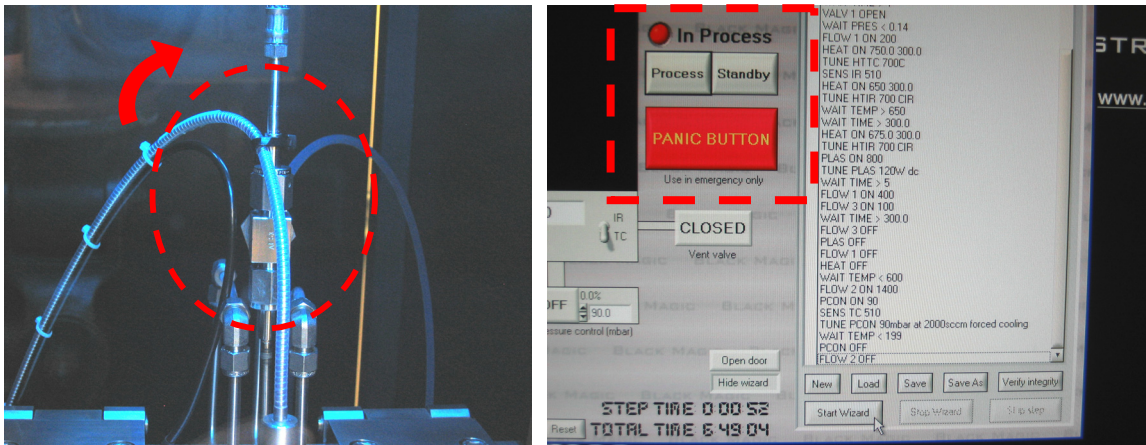 In Process
Process
Standby
PANIC BUTTON
Use in emergency only
IR
TC
CLOSED
Vent valve
OFF
0.0%
90.0
essure control (mbar)
Open door
Hide wizard
STEP TIME 0 00 52
Reset
TOTAL TIME 6 49 04
VALV 1 OPEN
WAIT PRES < 0.14
FLOW 1 ON 200
HEAT ON 750.0 300.0
TUNE HTTC 700C
SENS IR 510
HEAT ON 650 300.0
TUNE HTIR 700 CIR
WAIT TEMP > 650
WAIT TIME > 300.0
HEAT ON 675.0 300.0
TUNE HTIR 700 CIR
PLAS ON 800
TUNE PLAS 120W dc
WAIT TIME > 5
FLOW 1 ON 400
FLOW 3 ON 100
WAIT TIME > 300.0
FLOW 3 OFF
PLAS OFF
FLOW 1 OFF
HEAT OFF
WAIT TEMP < 600
FLOW 2 ON 1400
PCON ON 90
SENS TC 510
TUNE PCON 90mbar at 2000sccm forced cooling
WAIT TEMP < 199
PCON OFF
FLOW 2 OFF
New
Load
Save
Save As
Verify integrity
Start Wizard
Stop Wizard
Skip step
STR
www.
BLACK MAGIC